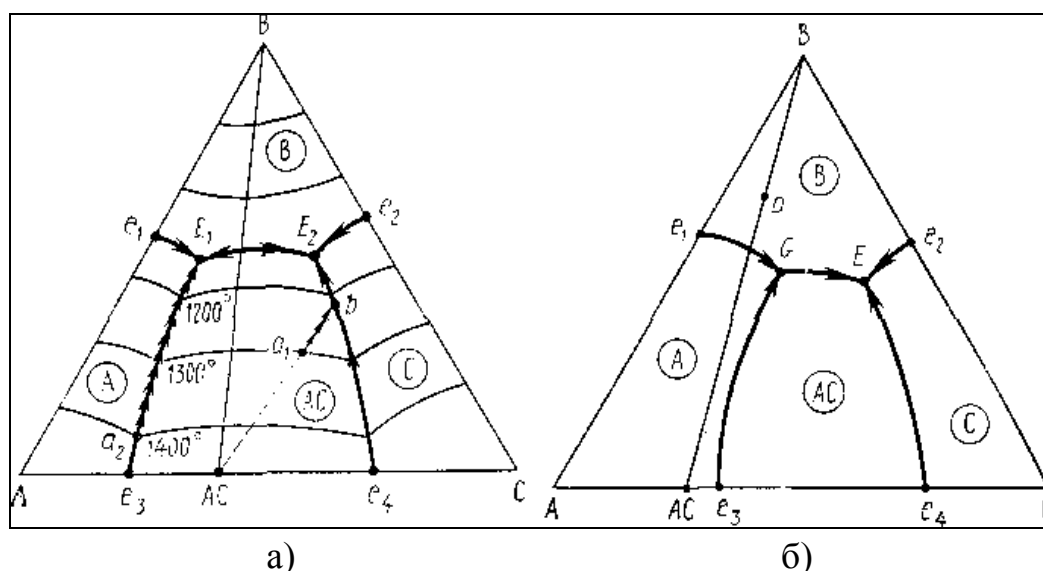 B
B
e₁
E₁
E₂
e₂
b
a₁
1200°
1300°
1400°
A
AC
C
a₂
A
e₃
AC
e₄
C
а)
B
B
D
e₁
G
E
e₂
A
AC
C
A
AC
e₃
e₄
б)